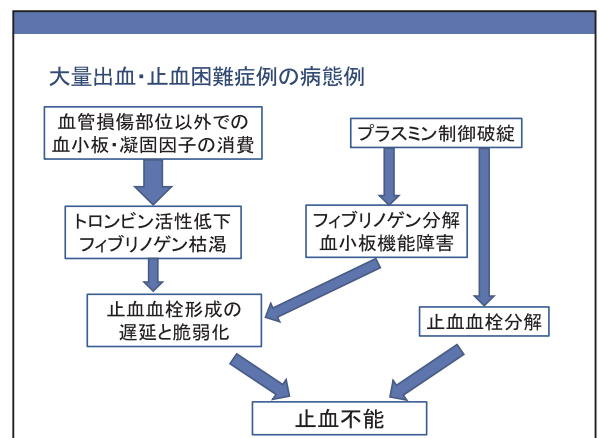 大量出血・止血困難症例の病態例
血管損傷部位以外での
血小板・凝固因子の消費
プラスミン制御破綻
トロンビン活性低下
フィブリノゲン枯渇
フィブリノゲン分解
血小板機能障害
止血血栓形成の
遅延と脆弱化
止血血栓分解
止血不能